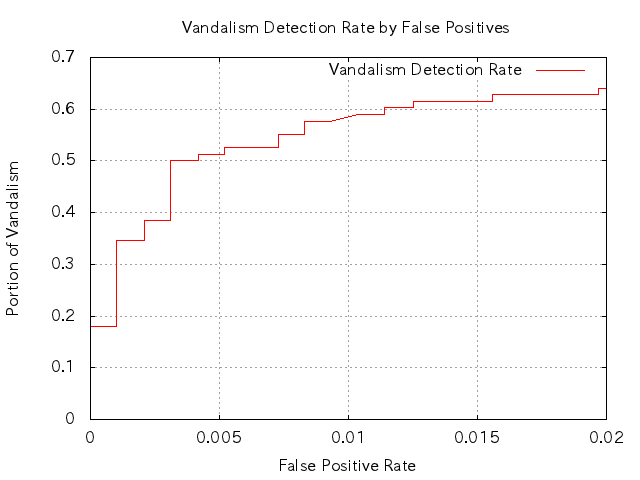 Vandalism Detection Rate by False Positives
Vandalism Detection Rate
0.7
0.6
0.5
0.4
0.3
0.2
0.1
0
Portion of Vandalism
0 0.005 0.01 0.015 0.02
False Positive Rate